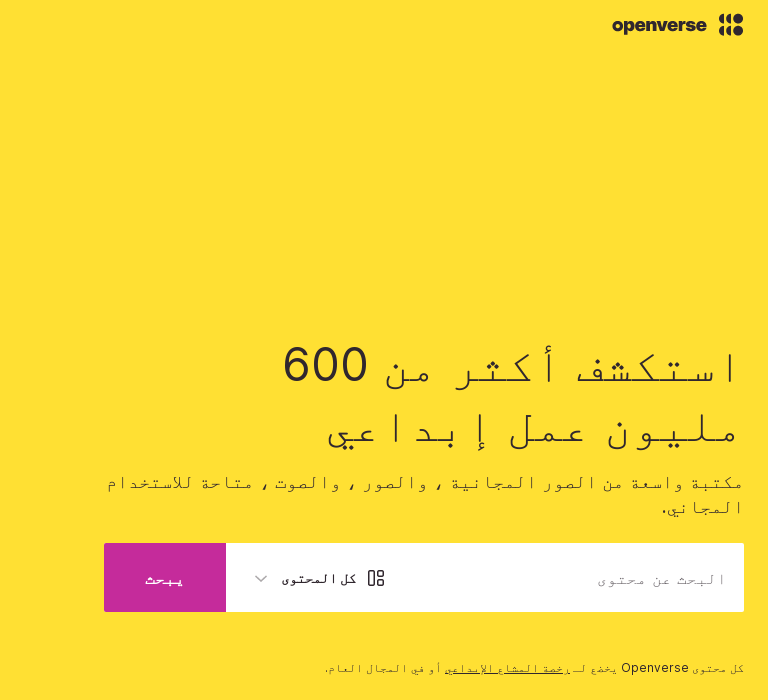 openverse
استكشف أكثر من 600
مليون عمل إبداعي
مكتبة واسعة من الصور المجانية ، والصور ، والصوت ، متاحة للاستخدام
المجاني.
البحث عن محتوى
كل المحتوى
يبحث
كل محتوى Openverse يخضع لـ رخصة المشاع الإبداعي أو في المجال العام.